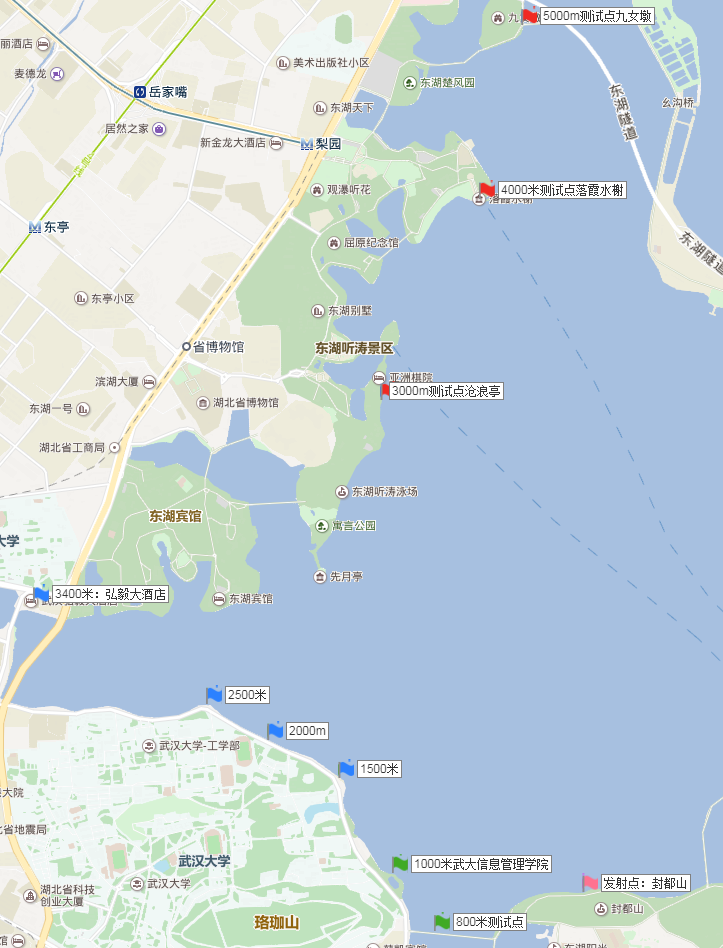 5000m测试点九女墩
九
丽酒店
美术出版社小区
麦德龙
东湖楚风园
岳家嘴
东湖天下
幺沟桥
居然之家
东湖隧道
新金龙大酒店
梨园
观瀑听花
4000米测试点落霞水榭
落霞水榭
东亭
屈原纪念馆
东湖隧道
东亭小区
东湖别墅
省博物馆
东湖听涛景区
滨湖大厦
亚洲棋院
3000m测试点沧浪亭
东湖一号
湖北省博物馆
湖北省工商局
东湖听涛泳场
东湖宾馆
寓言公园
大学
先月亭
3400米：弘毅大酒店
东湖宾馆
2500米
2000m
武汉大学-工学部
1500米
大院
省地震局
武汉大学
1000米武大信息管理学院
武汉大学
发射点：封都山
湖北省科技
创业大厦
封都山
珞珈山
800米测试点
馆